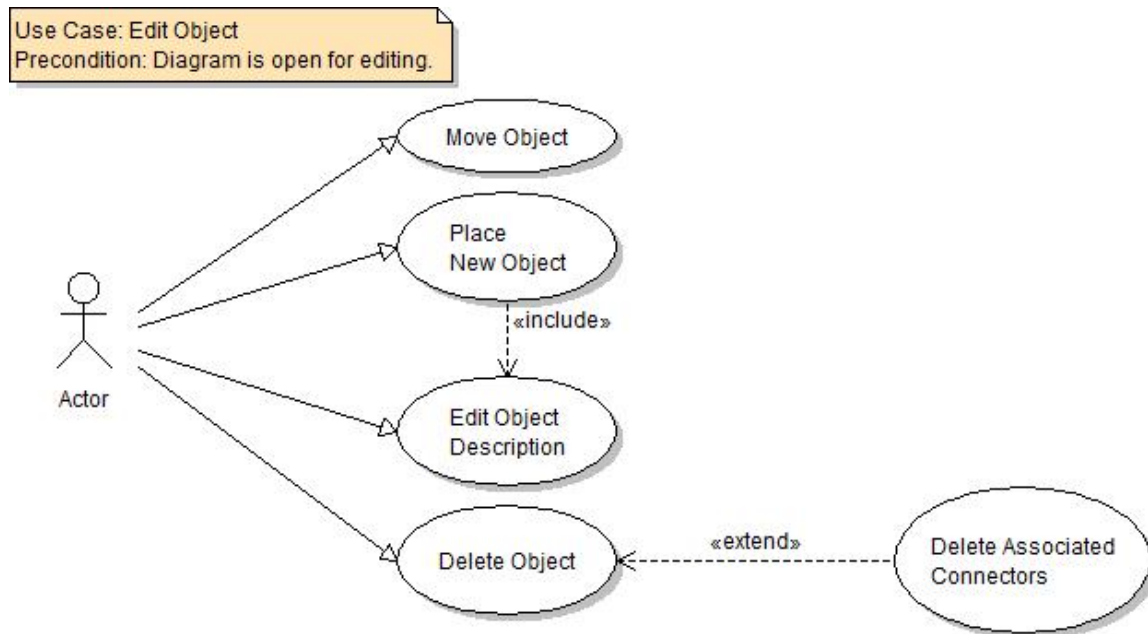 Use Case: Edit Object
Precondition: Diagram is open for editing.
Move Object
Place
New Object
«include»
Actor
Edit Object
Description
«extend»
Delete Object
Delete Associated
Connectors